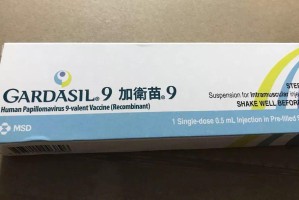 GARDASIL®9 加衛苗®9
Human Papillomavirus 9-valent Vaccine (Recombinant)
Suspension for Intramuscular
SHAKE WELL
MSD
1 Single-dose 0.5 mL Injection in Pre-filled